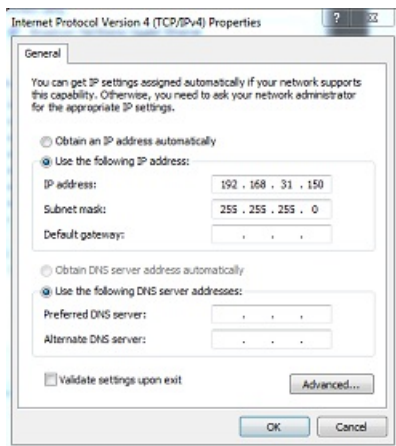 Internet Protocol Version 4 (TCP/IPv4) Properties
General
You can get IP settings assigned automatically if your network supports
this capability. Otherwise, you need to ask your network administrator
for the appropriate IP settings.
Obtain an IP address automatically
Use the following IP address:
IP address: 192 . 168 . 31 . 150
Subnet mask: 255 . 255 . 255 . 0
Default gateway: . . .
Obtain DNS server address automatically
Use the following DNS server addresses:
Preferred DNS server: . . .
Alternate DNS server: . . .
Validate settings upon exit
Advanced...
OK Cancel